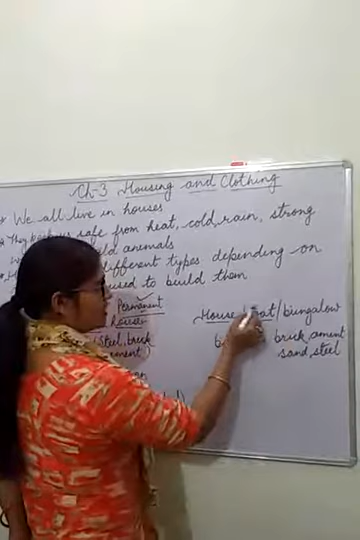 Ch-3 Housing and Clothing
We all live in houses
They keep us safe from heat, cold, rain, strong
animals
different types depending on
used to build them
Permanent
House
(Steel, brick
cement)
House boat/bungalow
brick, cement
sand, steel